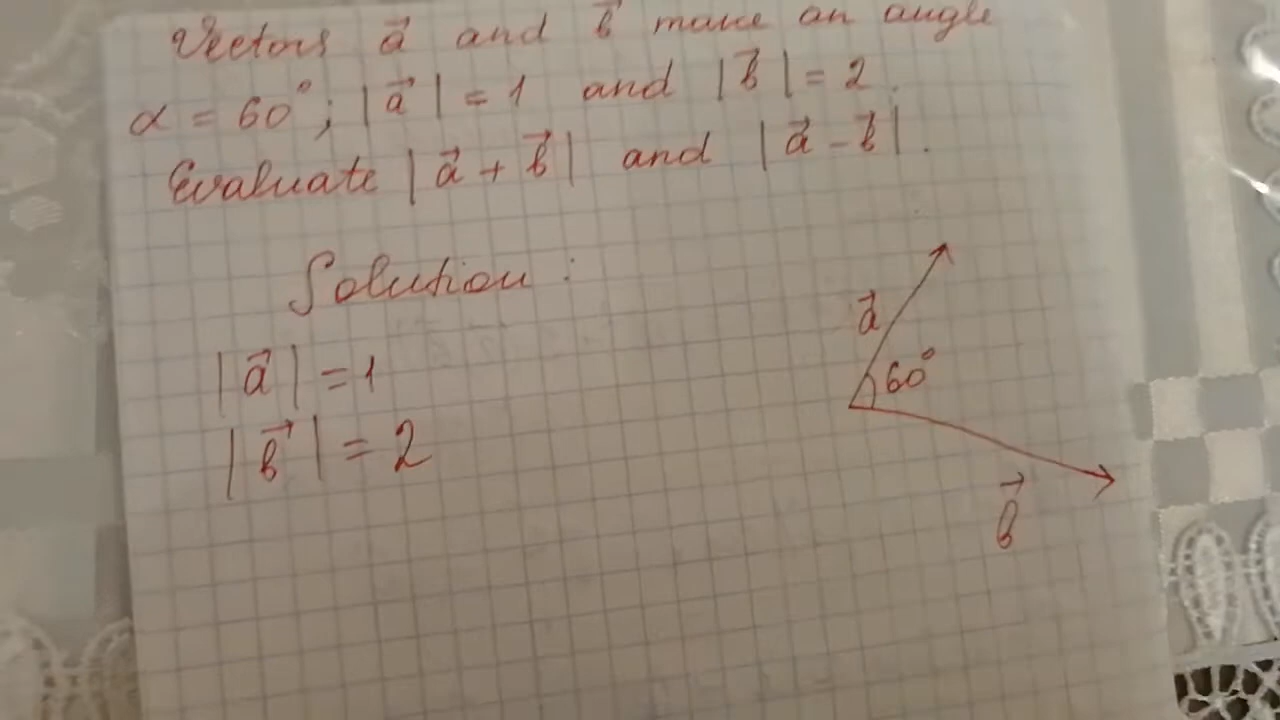 Vectors a⃗ and b⃗ make an angle
α = 60°; |a⃗| = 1 and |b⃗| = 2.
Evaluate |a⃗ + b⃗| and |a⃗ - b⃗|.
Solution:
|a⃗| = 1
|b⃗| = 2
a⃗
60°
b⃗